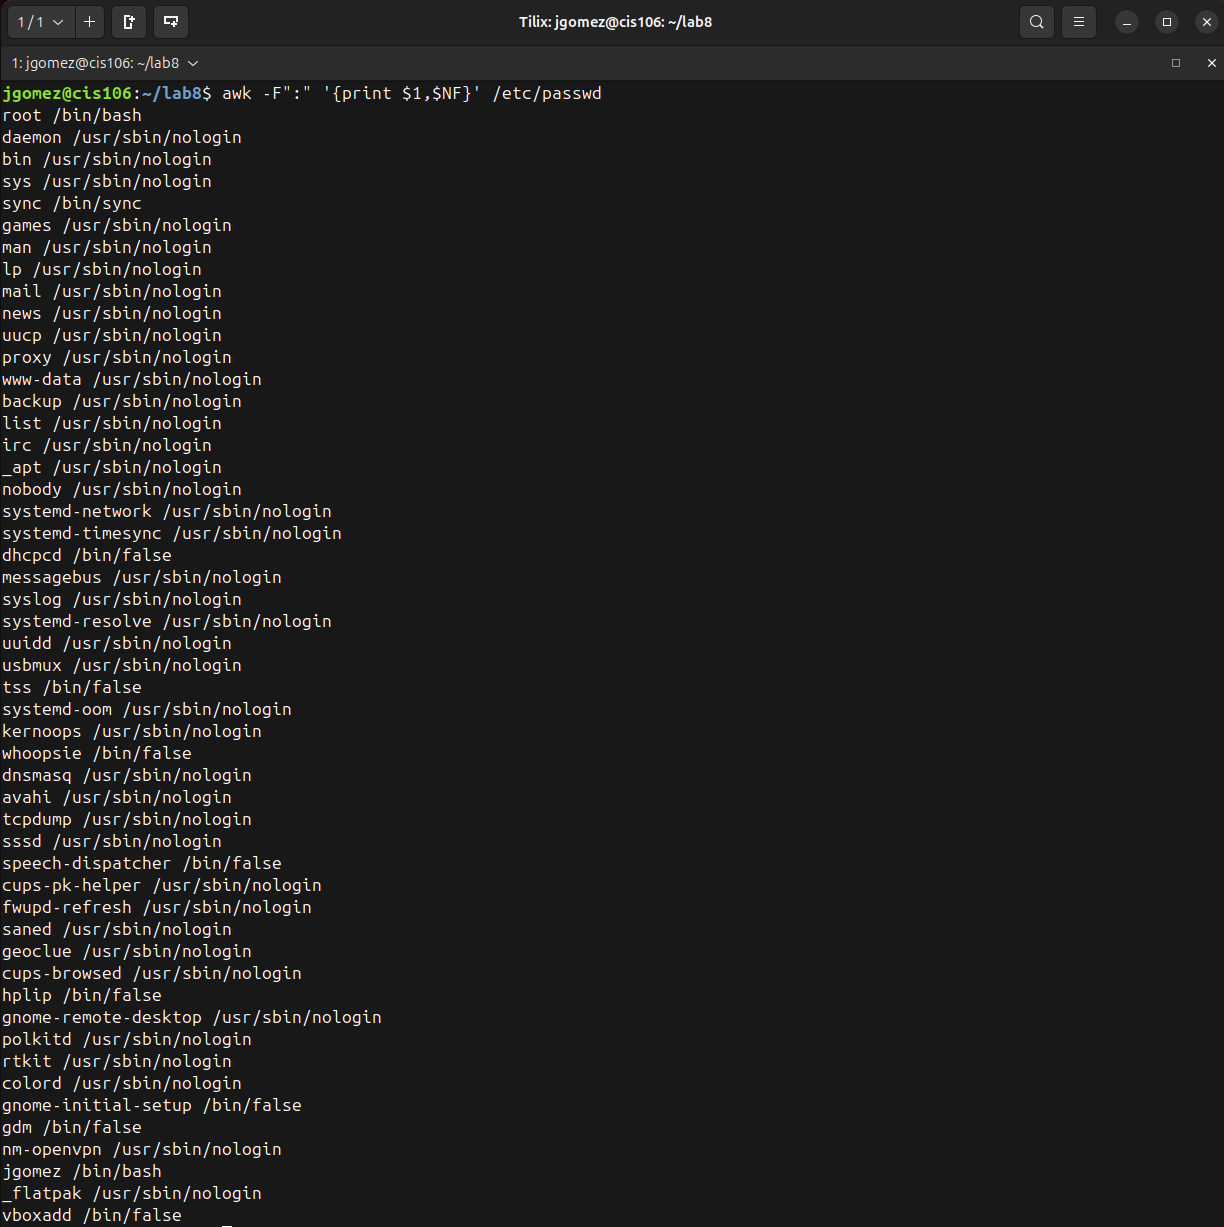 1 / 1
Tilix: jgomez@cis106: ~/lab8
1: jgomez@cis106: ~/lab8
jgomez@cis106:~/lab8$ awk -F":" '{print $1,$NF}' /etc/passwd
root /bin/bash
daemon /usr/sbin/nologin
bin /usr/sbin/nologin
sys /usr/sbin/nologin
sync /bin/sync
games /usr/sbin/nologin
man /usr/sbin/nologin
lp /usr/sbin/nologin
mail /usr/sbin/nologin
news /usr/sbin/nologin
uucp /usr/sbin/nologin
proxy /usr/sbin/nologin
www-data /usr/sbin/nologin
backup /usr/sbin/nologin
list /usr/sbin/nologin
irc /usr/sbin/nologin
_apt /usr/sbin/nologin
nobody /usr/sbin/nologin
systemd-network /usr/sbin/nologin
systemd-timesync /usr/sbin/nologin
dhcpcd /bin/false
messagebus /usr/sbin/nologin
syslog /usr/sbin/nologin
systemd-resolve /usr/sbin/nologin
uuidd /usr/sbin/nologin
usbmux /usr/sbin/nologin
tss /bin/false
systemd-oom /usr/sbin/nologin
kernoops /usr/sbin/nologin
whoopsie /bin/false
dnsmasq /usr/sbin/nologin
avahi /usr/sbin/nologin
tcpdump /usr/sbin/nologin
sssd /usr/sbin/nologin
speech-dispatcher /bin/false
cups-pk-helper /usr/sbin/nologin
fwupd-refresh /usr/sbin/nologin
saned /usr/sbin/nologin
geoclue /usr/sbin/nologin
cups-browsed /usr/sbin/nologin
hplip /bin/false
gnome-remote-desktop /usr/sbin/nologin
polkitd /usr/sbin/nologin
rtkit /usr/sbin/nologin
colord /usr/sbin/nologin
gnome-initial-setup /bin/false
gdm /bin/false
nm-openvpn /usr/sbin/nologin
jgomez /bin/bash
_flatpak /usr/sbin/nologin
vboxadd /bin/false